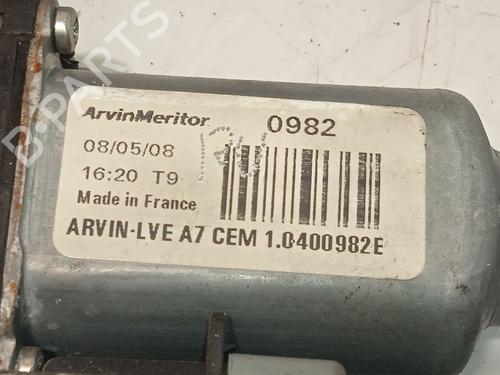 ArvinMeritor 0982
08/05/08
16:20 T9
Made in France
ARVIN-LVE A7 CEM 1.0400982E
B-PARTS